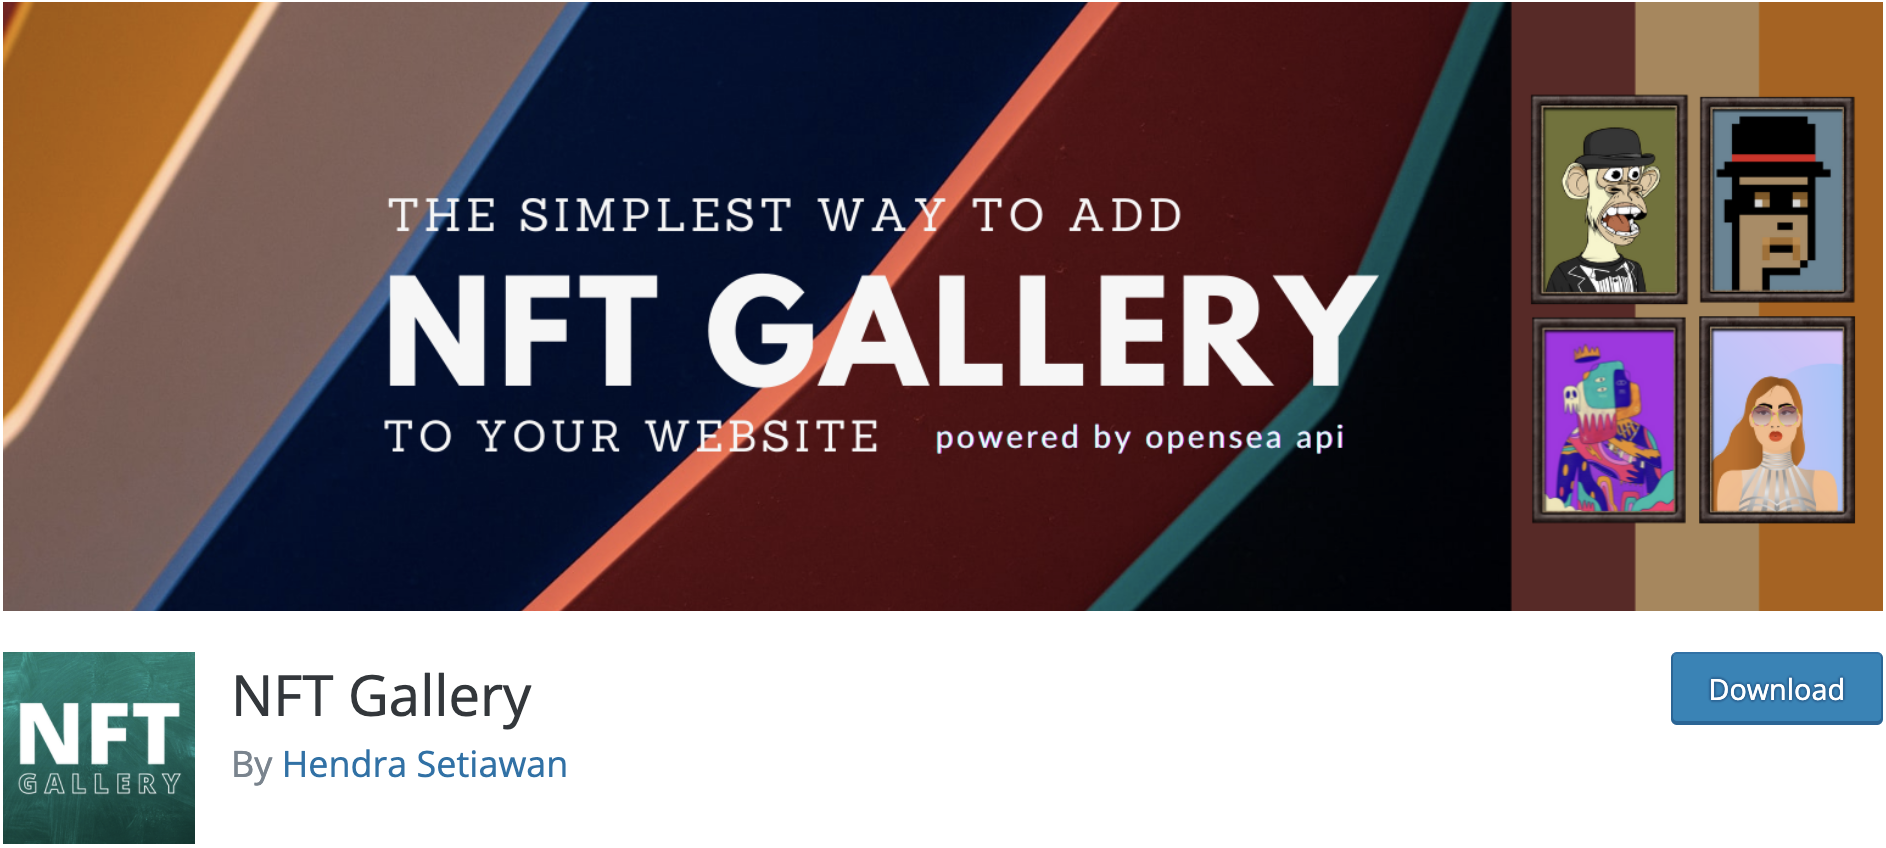 THE SIMPLEST WAY TO ADD
NFT GALLERY
TO YOUR WEBSITE powered by opensea api
NFT
GALLERY
NFT Gallery
By Hendra Setiawan
Download